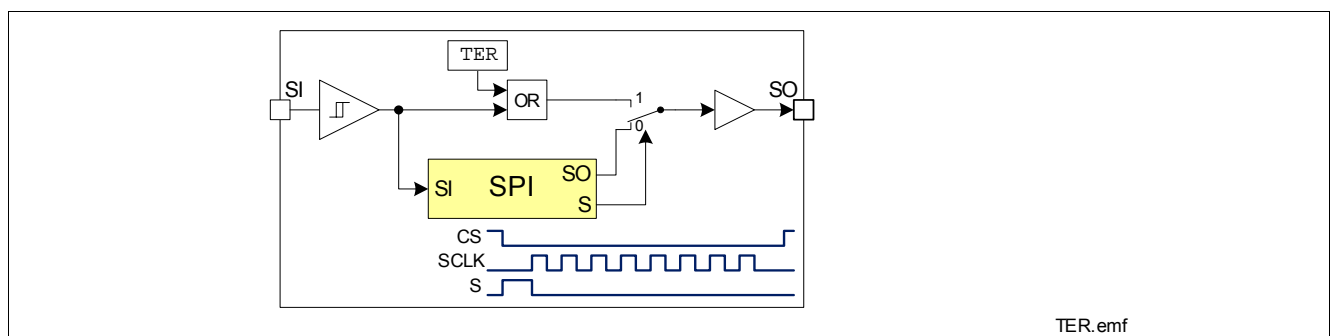 TER
SI
SO
OR
1
0
SI SPI SO
S
CS
SCLK
S
TER.emf